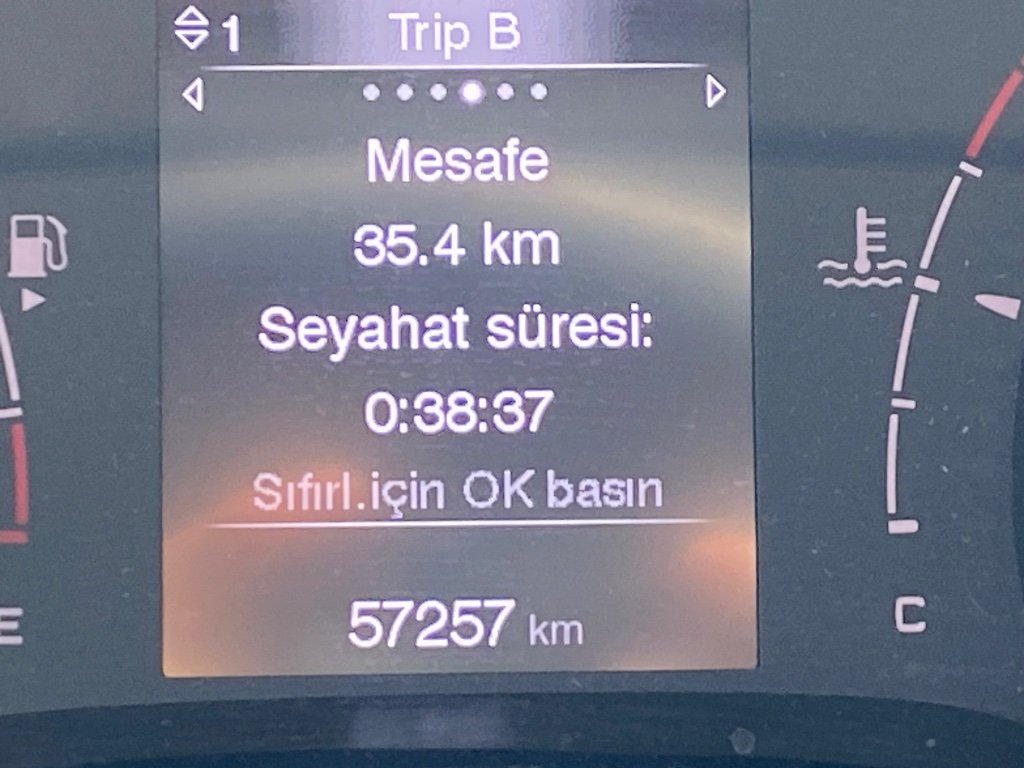 1 Trip B
Mesafe
35.4 km
Seyahat süresi:
0:38:37
Sıfırl.için OK basın
57257 km
E
C